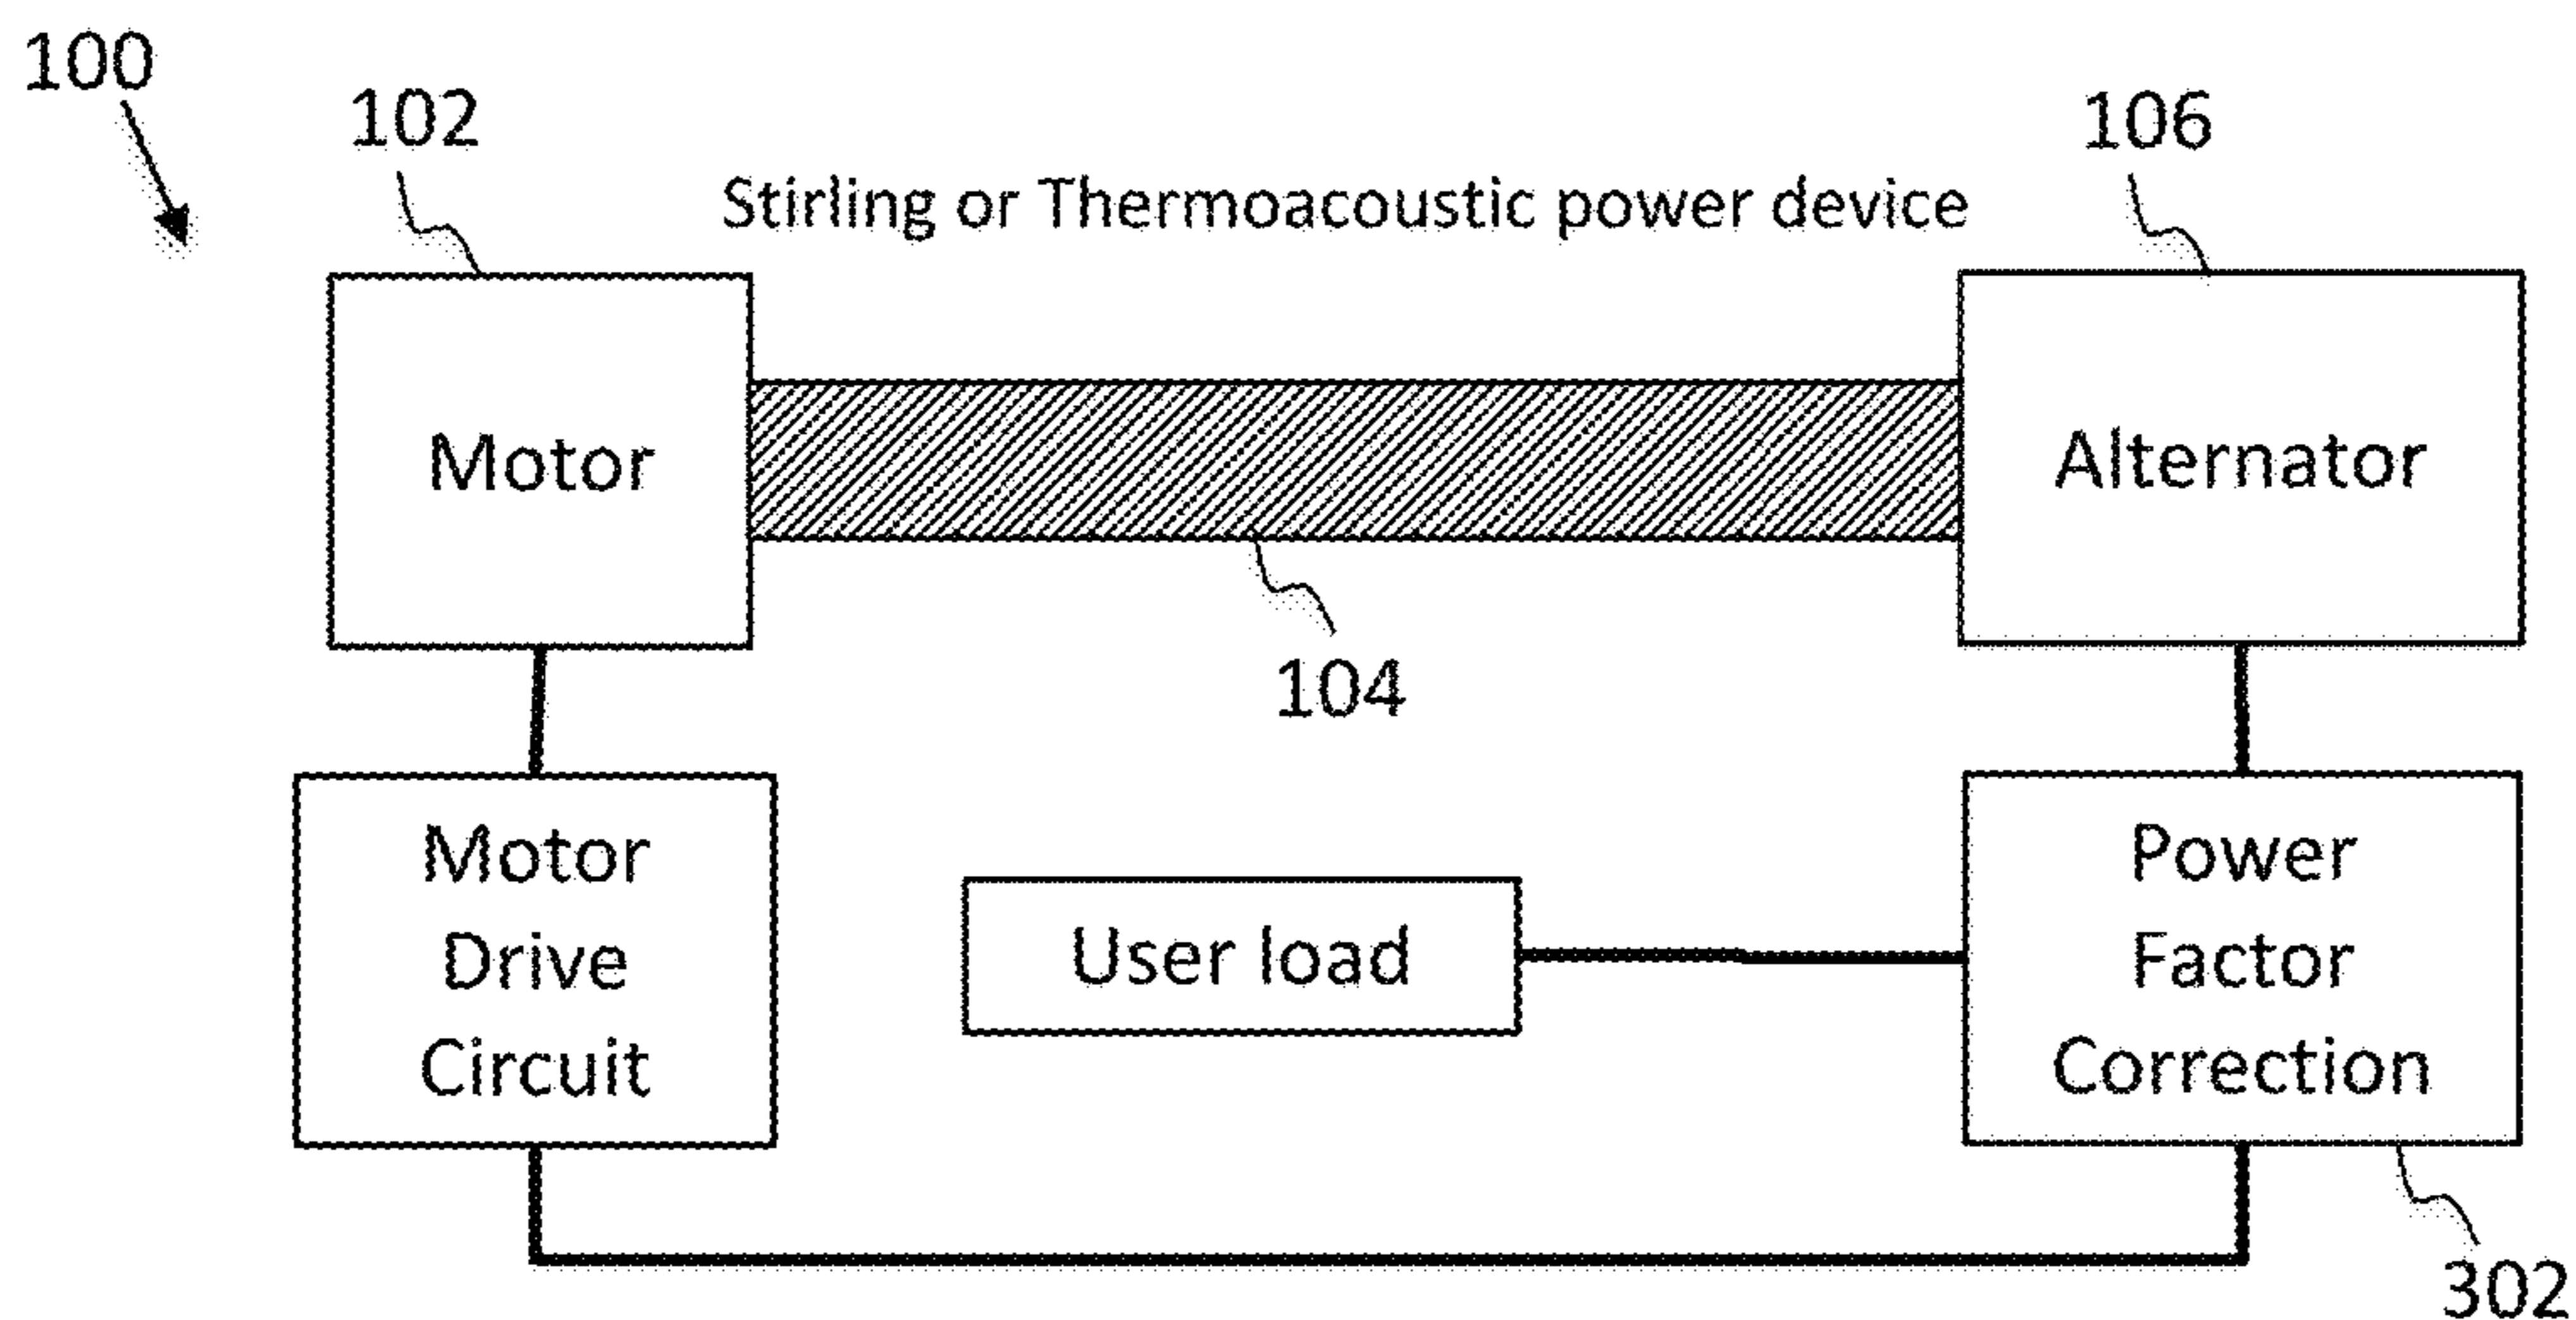 100
102
106
Stirling or Thermoacoustic power device
Motor
Alternator
104
Motor
Drive
Circuit
User load
Power
Factor
Correction
302